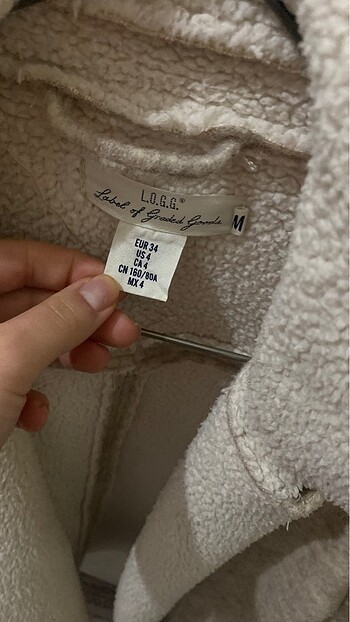 L.O.G.G.®
Label of Graded Goods
M
EUR 34
US 4
CA 4
CN 160/80A
MX 4